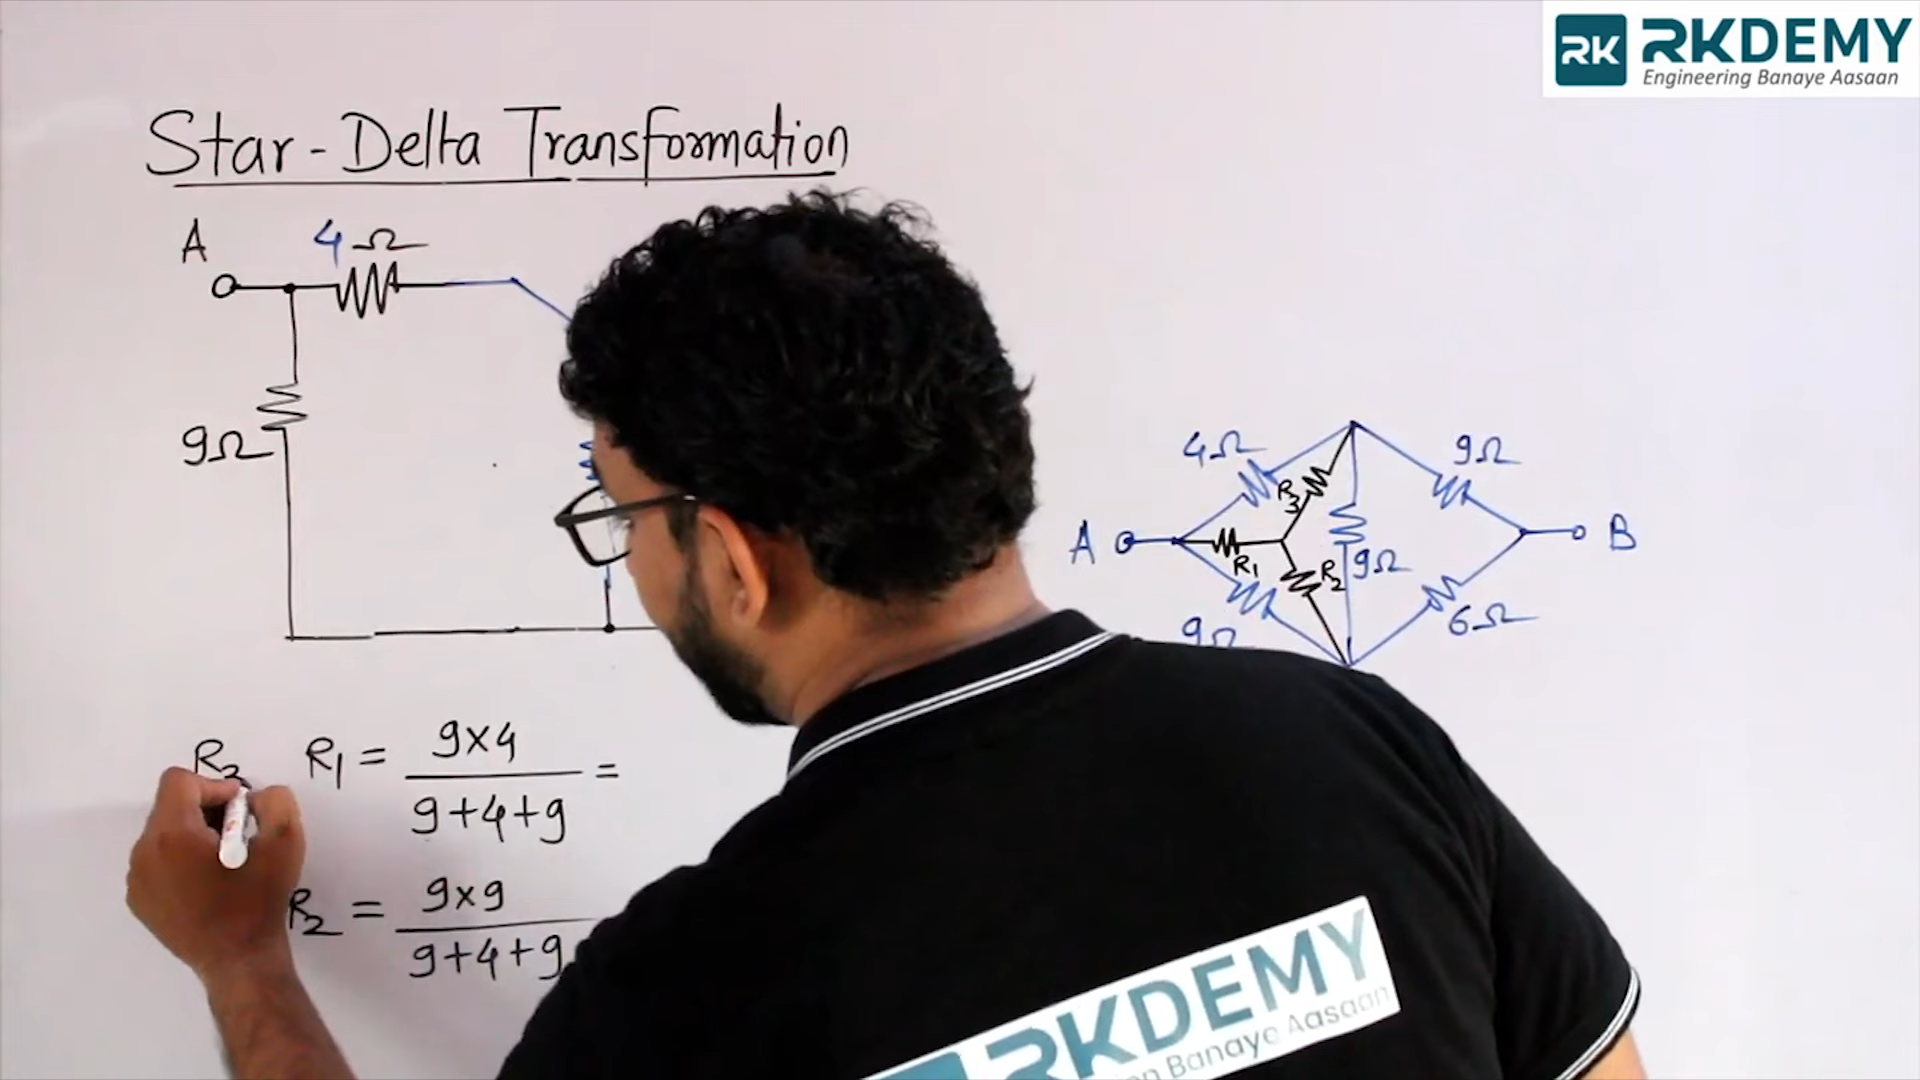 RK RKDEMY
Engineering Banaye Aasaan
Star-Delta Transformation
A
4Ω
9Ω
4Ω
9Ω
R3
A
B
R1
R2
9Ω
9Ω
6Ω
R3
R1 = 9×4 / 9+4+9 =
R2 = 9×9 / 9+4+9
RKDEMY
Banaye Aasaan